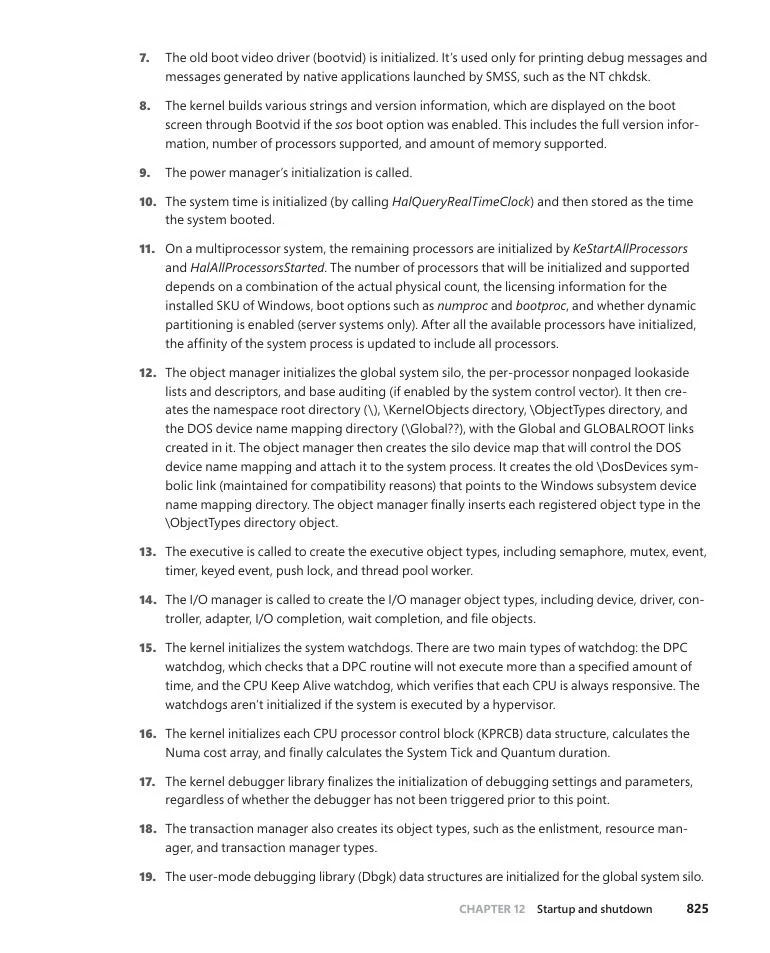 7. The old boot video driver (bootvid) is initialized. It’s used only for printing debug messages and
messages generated by native applications launched by SMSS, such as the NT chkdsk.
8. The kernel builds various strings and version information, which are displayed on the boot
screen through Bootvid if the sos boot option was enabled. This includes the full version infor-
mation, number of processors supported, and amount of memory supported.
9. The power manager’s initialization is called.
10. The system time is initialized (by calling HalQueryRealTimeClock) and then stored as the time
the system booted.
11. On a multiprocessor system, the remaining processors are initialized by KeStartAllProcessors
and HalAllProcessorsStarted. The number of processors that will be initialized and supported
depends on a combination of the actual physical count, the licensing information for the
installed SKU of Windows, boot options such as numproc and bootproc, and whether dynamic
partitioning is enabled (server systems only). After all the available processors have initialized,
the affinity of the system process is updated to include all processors.
12. The object manager initializes the global system silo, the per-processor nonpaged lookaside
lists and descriptors, and base auditing (if enabled by the system control vector). It then cre-
ates the namespace root directory (\), \KernelObjects directory, \ObjectTypes directory, and
the DOS device name mapping directory (\Global??), with the Global and GLOBALROOT links
created in it. The object manager then creates the silo device map that will control the DOS
device name mapping and attach it to the system process. It creates the old \DosDevices sym-
bolic link (maintained for compatibility reasons) that points to the Windows subsystem device
name mapping directory. The object manager finally inserts each registered object type in the
\ObjectTypes directory object.
13. The executive is called to create the executive object types, including semaphore, mutex, event,
timer, keyed event, push lock, and thread pool worker.
14. The I/O manager is called to create the I/O manager object types, including device, driver, con-
troller, adapter, I/O completion, wait completion, and file objects.
15. The kernel initializes the system watchdogs. There are two main types of watchdog: the DPC
watchdog, which checks that a DPC routine will not execute more than a specified amount of
time, and the CPU Keep Alive watchdog, which verifies that each CPU is always responsive. The
watchdogs aren’t initialized if the system is executed by a hypervisor.
16. The kernel initializes each CPU processor control block (KPRCB) data structure, calculates the
Numa cost array, and finally calculates the System Tick and Quantum duration.
17. The kernel debugger library finalizes the initialization of debugging settings and parameters,
regardless of whether the debugger has not been triggered prior to this point.
18. The transaction manager also creates its object types, such as the enlistment, resource man-
ager, and transaction manager types.
19. The user-mode debugging library (Dbgk) data structures are initialized for the global system silo.
CHAPTER 12 Startup and shutdown 825